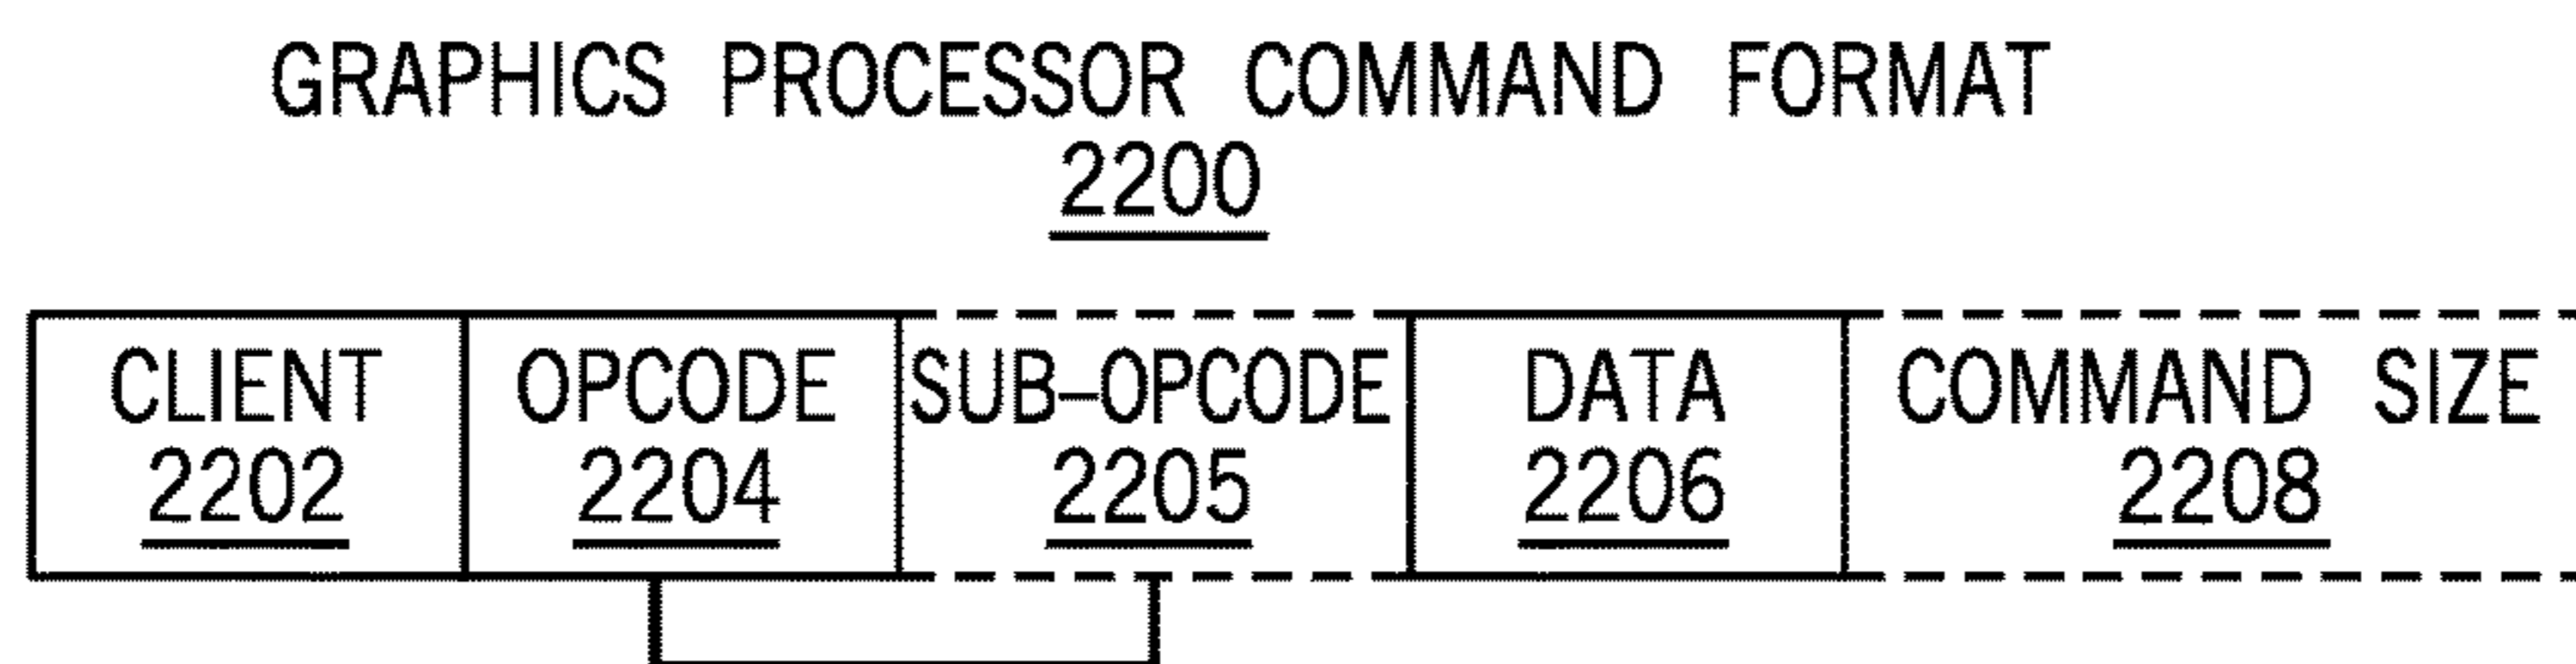 GRAPHICS PROCESSOR COMMAND FORMAT
2200
CLIENT OPCODE SUB-OPCODE DATA COMMAND SIZE
2202 2204 2205 2206 2208